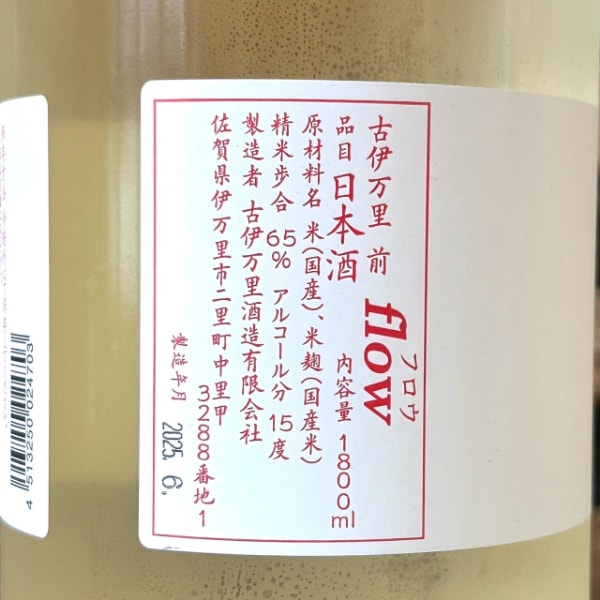 古伊万里 前 flow
フロウ
品目 日本酒 内容量 1800ml
原材料名 米(国産)、米麹(国産米)
精米歩合 65% アルコール分 15度
製造者 古伊万里酒造有限会社
佐賀県伊万里市二里町中里甲
3288番地1
製造年月 2025.6.
4 513250 024703